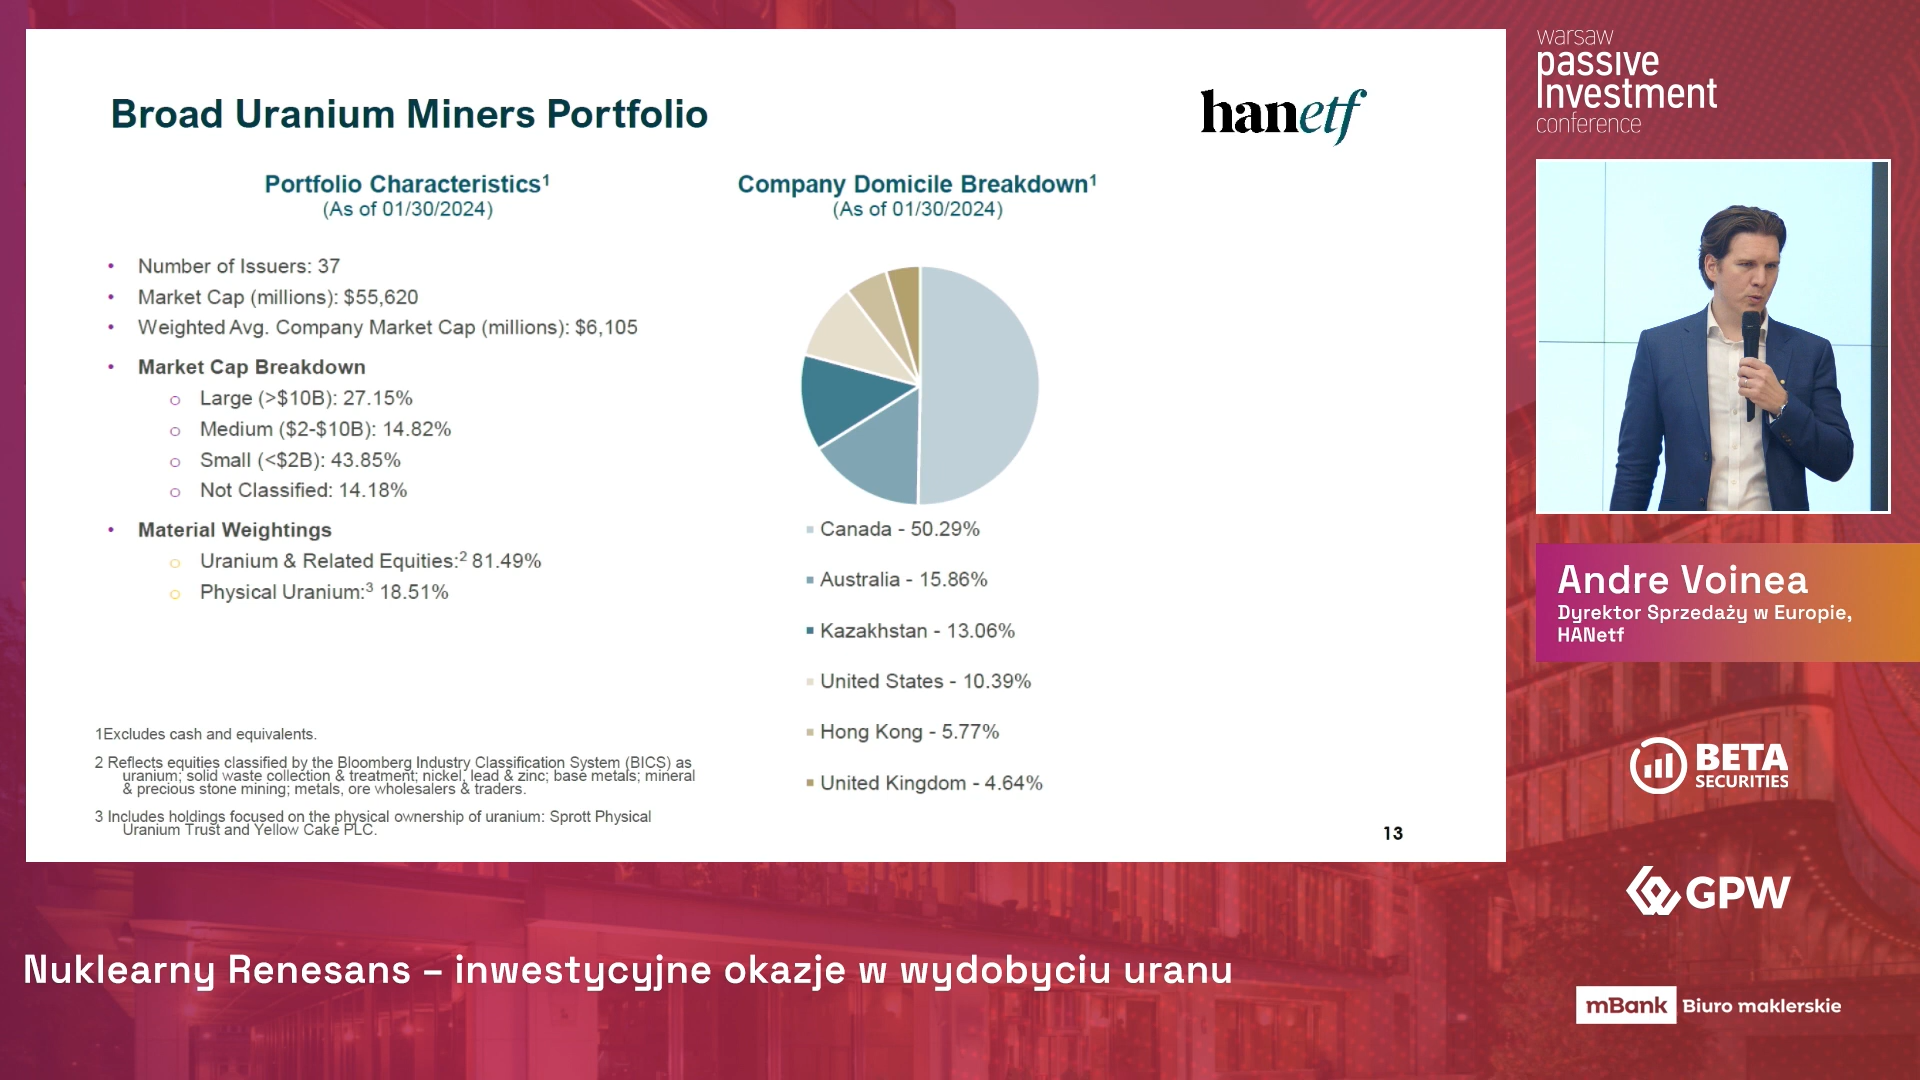 Broad Uranium Miners Portfolio
hanetf
Portfolio Characteristics1
(As of 01/30/2024)
• Number of Issuers: 37
• Market Cap (millions): $55,620
• Weighted Avg. Company Market Cap (millions): $6,105
• Market Cap Breakdown
o Large (>$10B): 27.15%
o Medium ($2-$10B): 14.82%
o Small (<$2B): 43.85%
o Not Classified: 14.18%
• Material Weightings
o Uranium & Related Equities:2 81.49%
o Physical Uranium:3 18.51%
1Excludes cash and equivalents.
2 Reflects equities classified by the Bloomberg Industry Classification System (BICS) as
uranium; solid waste collection & treatment; nickel, lead & zinc; base metals; mineral
& precious stone mining; metals, ore wholesalers & traders.
3 Includes holdings focused on the physical ownership of uranium: Sprott Physical
Uranium Trust and Yellow Cake PLC.
Company Domicile Breakdown1
(As of 01/30/2024)
Canada - 50.29%
Australia - 15.86%
Kazakhstan - 13.06%
United States - 10.39%
Hong Kong - 5.77%
United Kingdom - 4.64%
13
warsaw
passive
Investment
conference
Andre Voinea
Dyrektor Sprzedaży w Europie,
HANetf
BETA
SECURITIES
GPW
mBank Biuro maklerskie
Nuklearny Renesans – inwestycyjne okazje w wydobyciu uranu